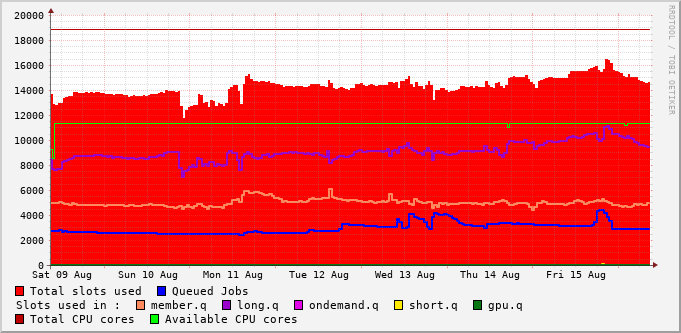 20000
18000
16000
14000
12000
10000
8000
6000
4000
2000
0
Sat 09 Aug Sun 10 Aug Mon 11 Aug Tue 12 Aug Wed 13 Aug Thu 14 Aug Fri 15 Aug
Total slots used Queued Jobs
Slots used in : member.q long.q ondemand.q short.q gpu.q
Total CPU cores Available CPU cores
RRDTOOL / TOBI OETIKER